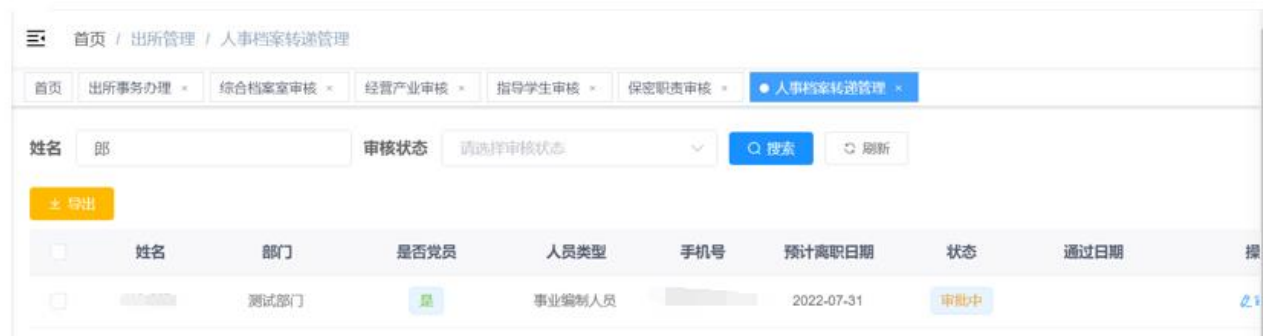 首页 / 出所管理 / 人事档案转递管理
首页 出所事务办理 × 综合档案室审核 × 经营产业审核 × 指导学生审核 × 保密职责审核 × 人事档案转递管理 ×
姓名 郎 审核状态 请选择审核状态 搜索 刷新
导出
姓名 部门 是否党员 人员类型 手机号 预计离职日期 状态 通过日期 操
测试部门 是 事业编制人员 2022-07-31 审批中